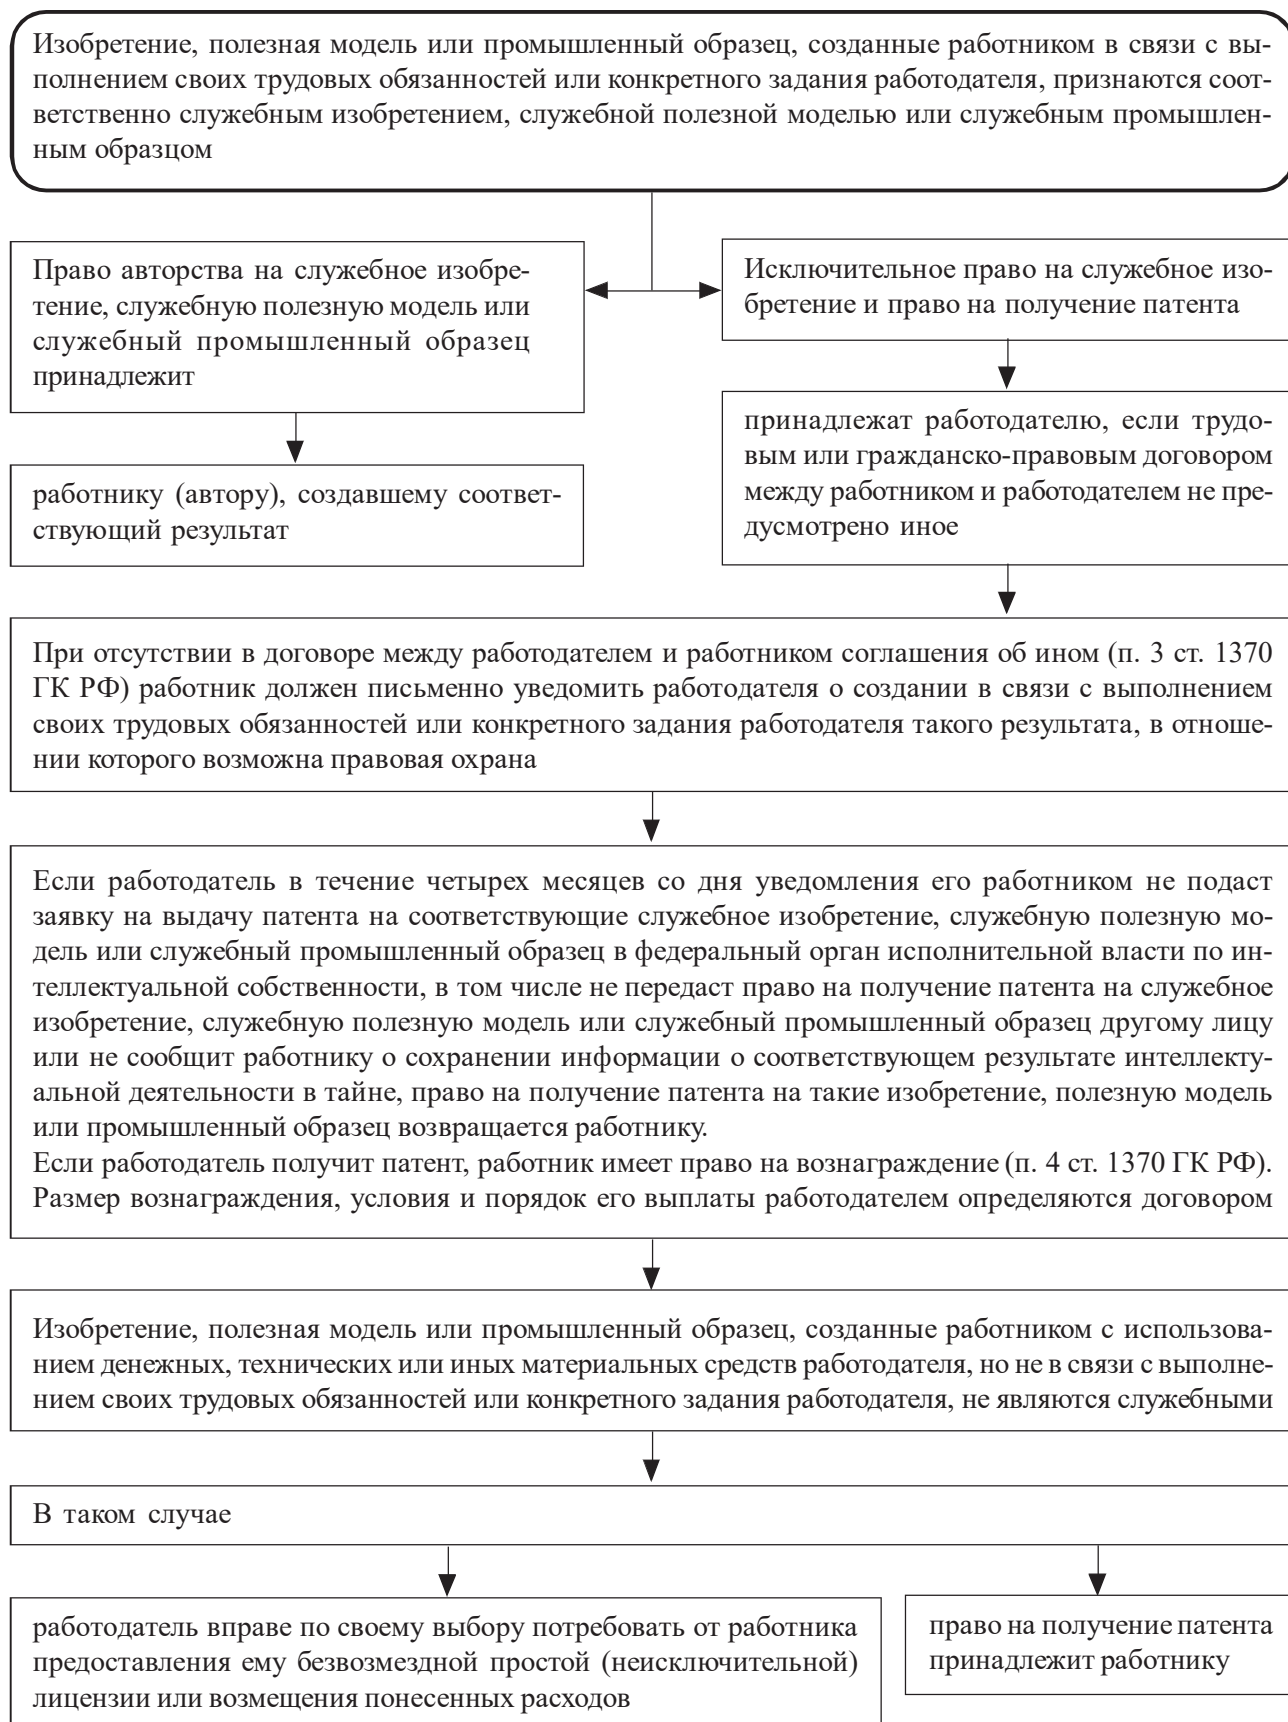 Изобретение, полезная модель или промышленный образец, созданные работником в связи с вы-
полнением своих трудовых обязанностей или конкретного задания работодателя, признаются соот-
ветственно служебным изобретением, служебной полезной моделью или служебным промышлен-
ным образцом
Право авторства на служебное изобре-
тение, служебную полезную модель или
служебный промышленный образец
принадлежит
работнику (автору), создавшему соответ-
ствующий результат
Исключительное право на служебное изо-
бретение и право на получение патента
принадлежат работодателю, если трудо-
вым или гражданско-правовым договором
между работником и работодателем не пре-
дусмотрено иное
При отсутствии в договоре между работодателем и работником соглашения об ином (п. 3 ст. 1370
ГК РФ) работник должен письменно уведомить работодателя о создании в связи с выполнением
своих трудовых обязанностей или конкретного задания работодателя такого результата, в отноше-
нии которого возможна правовая охрана
Если работодатель в течение четырех месяцев со дня уведомления его работником не подаст
заявку на выдачу патента на соответствующие служебное изобретение, служебную полезную мо-
дель или служебный промышленный образец в федеральный орган исполнительной власти по ин-
теллектуальной собственности, в том числе не передаст право на получение патента на служебное
изобретение, служебную полезную модель или служебный промышленный образец другому лицу
или не сообщит работнику о сохранении информации о соответствующем результате интеллекту-
альной деятельности в тайне, право на получение патента на такие изобретение, полезную модель
или промышленный образец возвращается работнику.
Если работодатель получит патент, работник имеет право на вознаграждение (п. 4 ст. 1370 ГК РФ).
Размер вознаграждения, условия и порядок его выплаты работодателем определяются договором
Изобретение, полезная модель или промышленный образец, созданные работником с использова-
нием денежных, технических или иных материальных средств работодателя, но не в связи с выполне-
нием своих трудовых обязанностей или конкретного задания работодателя, не являются служебными
В таком случае
работодатель вправе по своему выбору потребовать от работника
предоставления ему безвозмездной простой (неисключительной)
лицензии или возмещения понесенных расходов
право на получение патента
принадлежит работнику